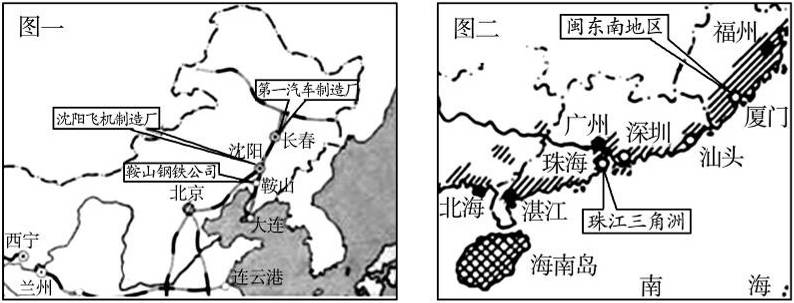 图一
第一汽车制造厂
沈阳飞机制造厂
长春
沈阳
鞍山钢铁公司
鞍山
北京
大连
西宁
兰州
连云港
图二
闽东南地区
福州
厦门
广州
深圳
汕头
珠海
北海
湛江
珠江三角洲
海南岛
南 海